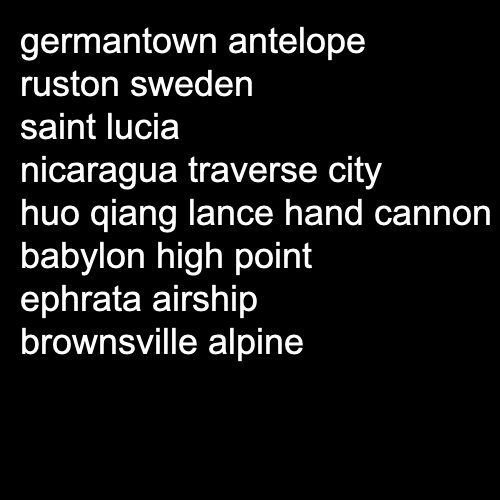 germantown antelope
ruston sweden
saint lucia
nicaragua traverse city
huo qiang lance hand cannon
babylon high point
ephrata airship
brownsville alpine